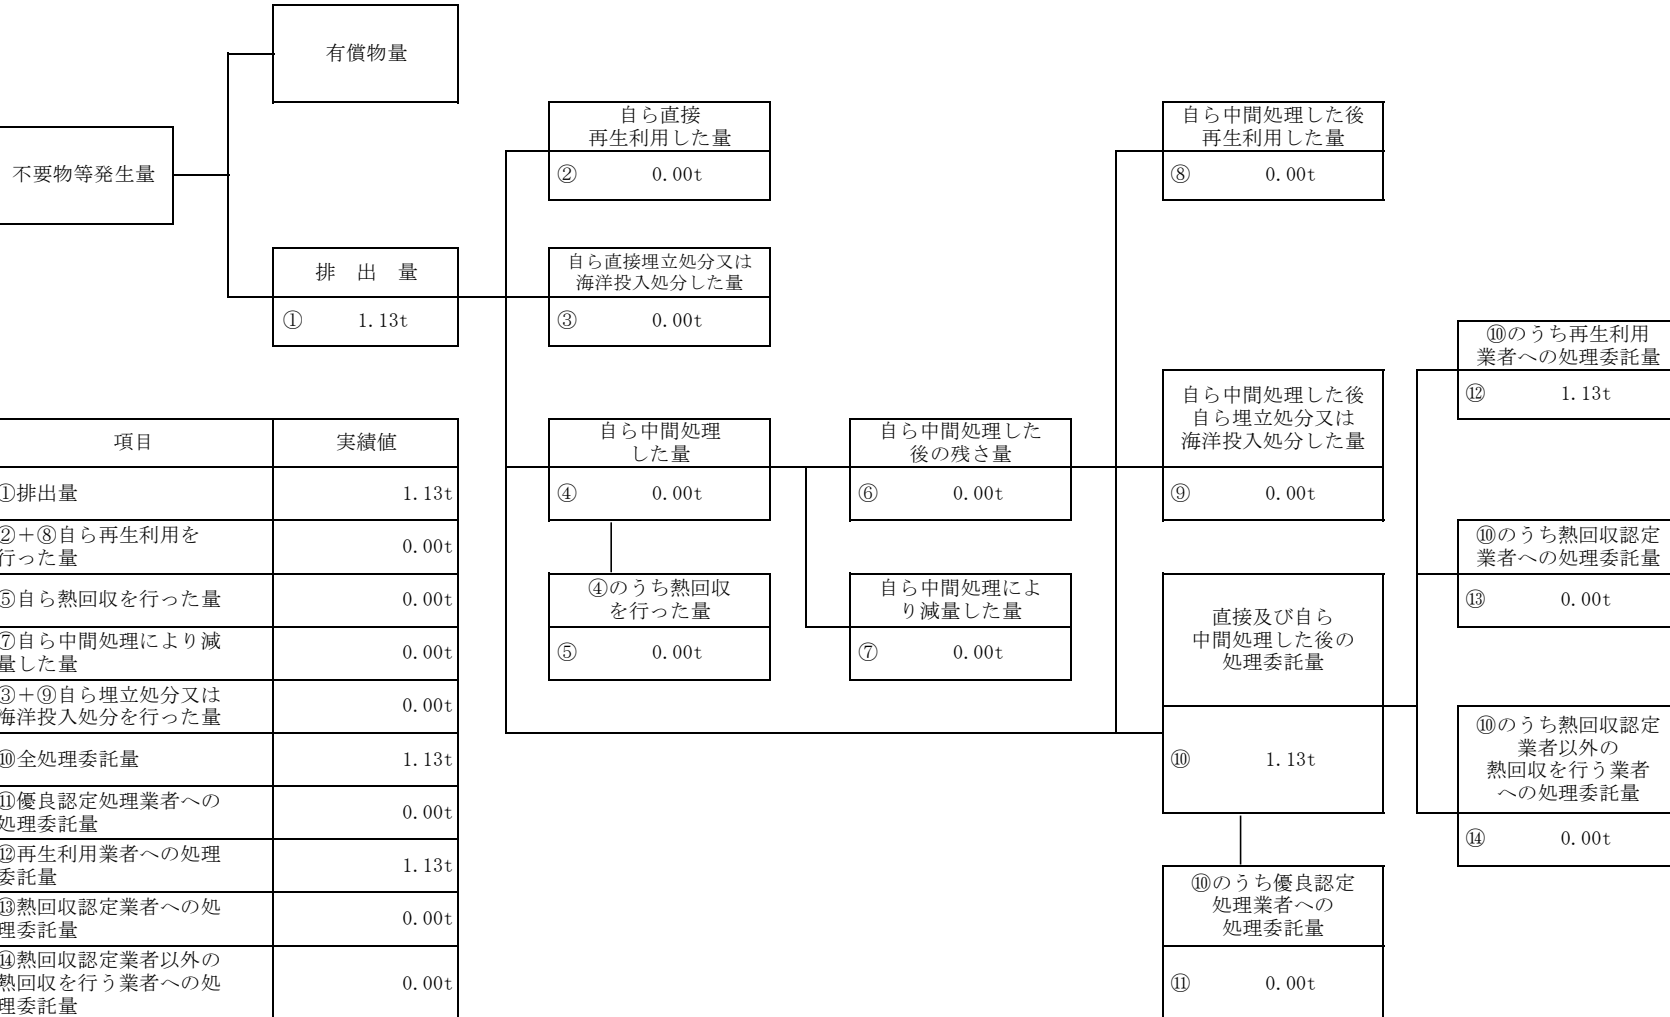 有償物量
不要物等発生量
排 出 量
① 1.13t
自ら直接
再生利用した量
② 0.00t
自ら直接埋立処分又は
海洋投入処分した量
③ 0.00t
自ら中間処理
した量
④ 0.00t
④のうち熱回収
を行った量
⑤ 0.00t
自ら中間処理した
後の残さ量
⑥ 0.00t
自ら中間処理によ
り減量した量
⑦ 0.00t
自ら中間処理した後
再生利用した量
⑧ 0.00t
自ら中間処理した後
自ら埋立処分又は
海洋投入処分した量
⑨ 0.00t
直接及び自ら
中間処理した後の
処理委託量
⑩ 1.13t
⑩のうち優良認定
処理業者への
処理委託量
⑪ 0.00t
⑩のうち再生利用
業者への処理委託量
⑫ 1.13t
⑩のうち熱回収認定
業者への処理委託量
⑬ 0.00t
⑩のうち熱回収認定
業者以外の
熱回収を行う業者
への処理委託量
⑭ 0.00t
項目 実績値
①排出量 1.13t
②＋⑧自ら再生利用を
行った量 0.00t
⑤自ら熱回収を行った量 0.00t
⑦自ら中間処理により減
量した量 0.00t
③＋⑨自ら埋立処分又は
海洋投入処分を行った量 0.00t
⑩全処理委託量 1.13t
⑪優良認定処理業者への
処理委託量 0.00t
⑫再生利用業者への処理
委託量 1.13t
⑬熱回収認定業者への処
理委託量 0.00t
⑭熱回収認定業者以外の
熱回収を行う業者への処
理委託量 0.00t